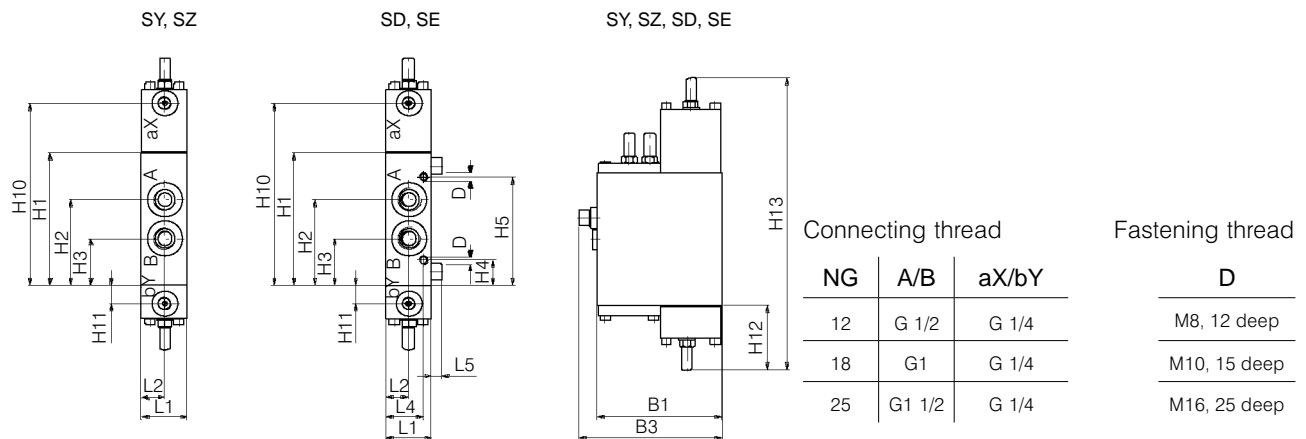 SY, SZ
SD, SE
SY, SZ, SD, SE
H10
H1
H2
H3
H11
aX
A
B
bY
L2
L1
H10
H1
H2
H3
H11
aX
A
B
bY
D
D
H4
H5
L5
L2
L4
L1
H13
H12
B1
B3
Connecting thread
NG A/B aX/bY
12 G 1/2 G 1/4
18 G1 G 1/4
25 G1 1/2 G 1/4
Fastening thread
D
M8, 12 deep
M10, 15 deep
M16, 25 deep